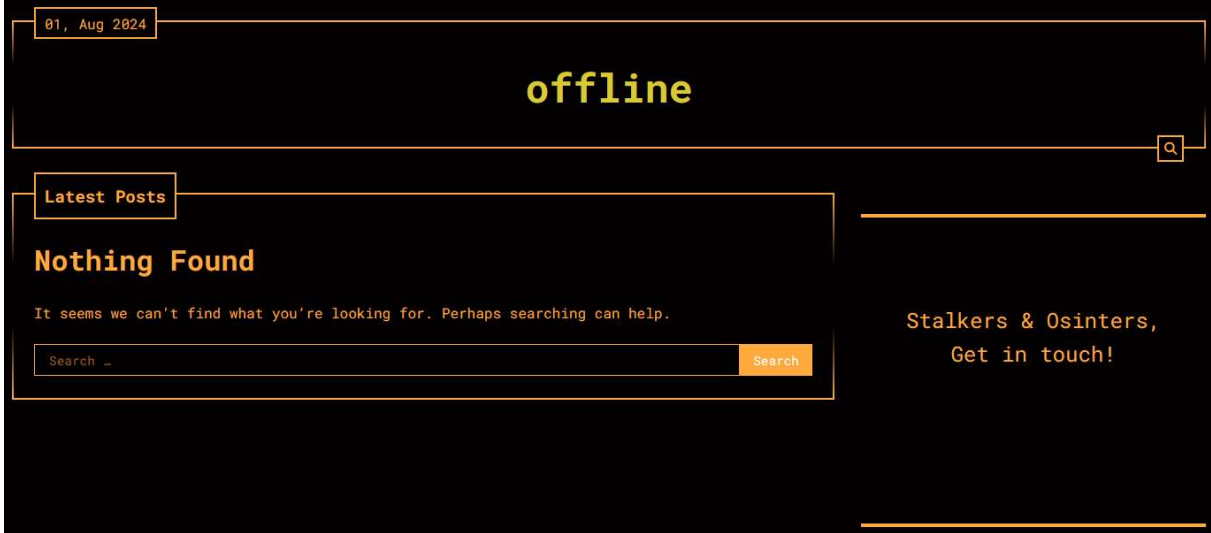 01, Aug 2024
offline
Latest Posts
Nothing Found
It seems we can't find what you're looking for. Perhaps searching can help.
Search …
Search
Stalkers & Osinters,
Get in touch!